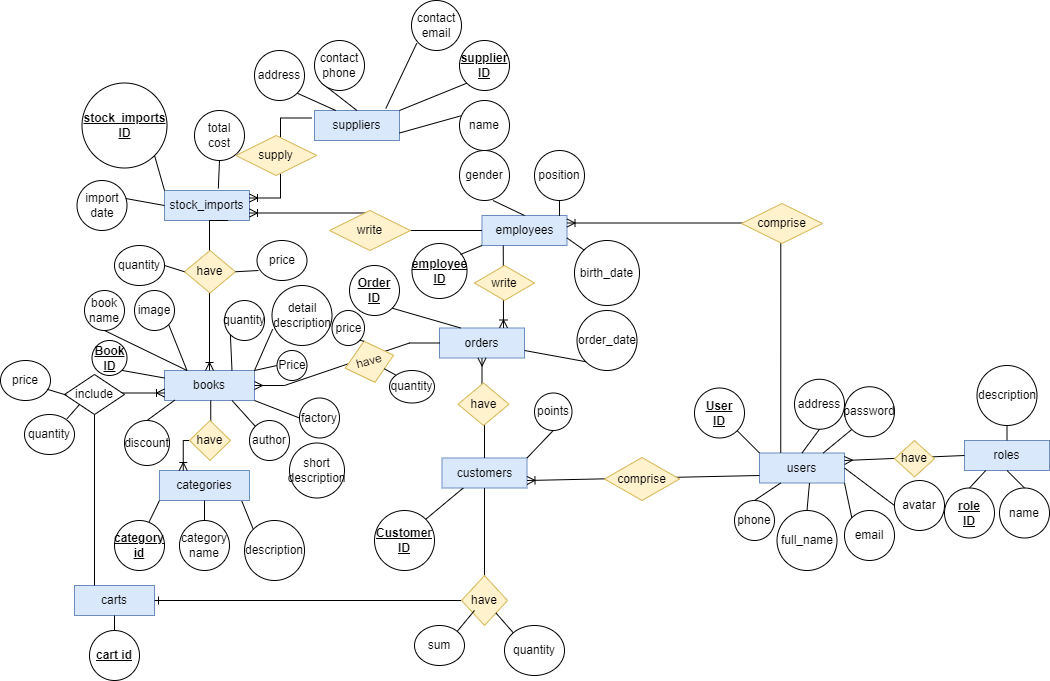 contact
email
contact
phone
supplier
ID
address
stock_imports
ID
total
cost
suppliers
name
supply
gender
position
import
date
stock_imports
write
employees
comprise
quantity
have
price
employee
ID
birth_date
write
Order
ID
book
name
image
quantity
detail
description
price
orders
order_date
Book
ID
Price
have
price
include
books
quantity
description
have
points
User
ID
address
password
quantity
discount
have
author
factory
roles
have
categories
short
description
customers
comprise
users
avatar
role
ID
name
category
id
category
name
description
Customer
ID
phone
full_name
email
carts
have
sum
quantity
cart id